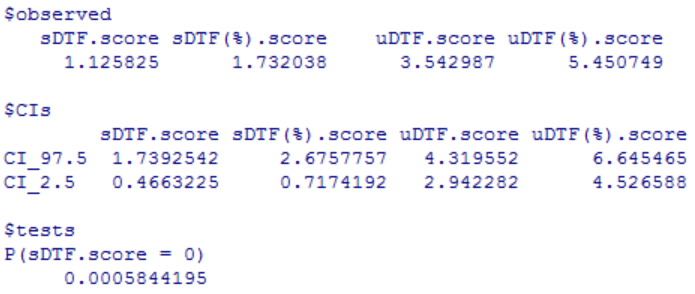 $observed
sDTF.score sDTF(%).score uDTF.score uDTF(%).score
1.125825 1.732038 3.542987 5.450749
$CIs
sDTF.score sDTF(%).score uDTF.score uDTF(%).score
CI_97.5 1.7392542 2.6757757 4.319552 6.645465
CI_2.5 0.4663225 0.7174192 2.942282 4.526588
$tests
P(sDTF.score = 0)
0.0005844195